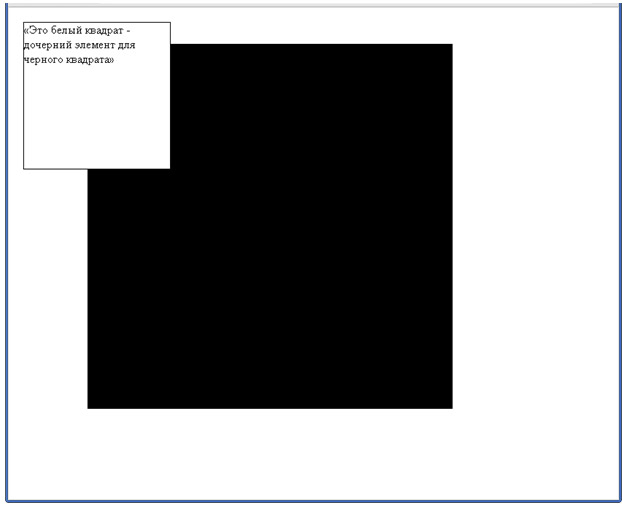 «Это белый квадрат -
дочерний элемент для
черного квадрата»